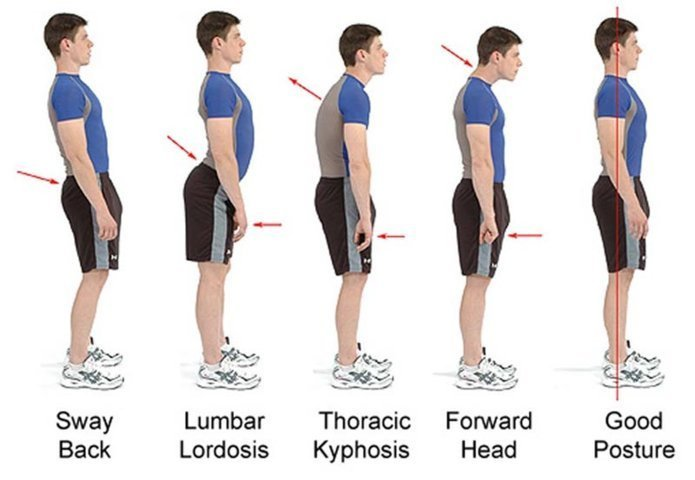 Sway
Back
Lumbar
Lordosis
Thoracic
Kyphosis
Forward
Head
Good
Posture